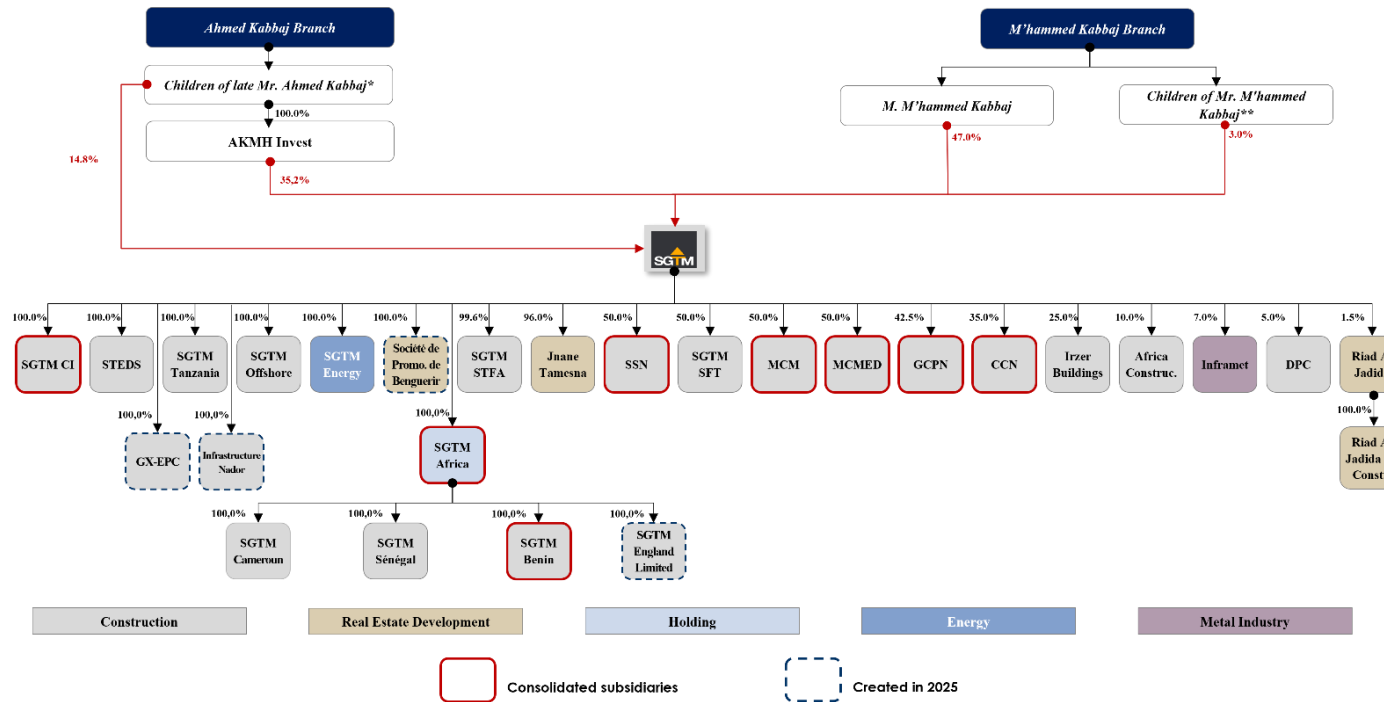 Ahmed Kabbaj Branch
M'hammed Kabbaj Branch
Children of late Mr. Ahmed Kabbaj*
M. M'hammed Kabbaj
Children of Mr. M'hammed
Kabbaj**
100.0%
AKMH Invest
14.8%
35,2%
47.0%
3.0%
SGTM
100.0%
100.0%
100.0%
100.0%
100.0%
100.0%
99.6%
96.0%
50.0%
50.0%
50.0%
50.0%
42.5%
35.0%
25.0%
10.0%
7.0%
5.0%
1.5%
SGTM CI
STEDS
SGTM
Tanzania
SGTM
Offshore
SGTM
Energy
Société de
Promo. de
Benguerir
SGTM
STFA
Jnane
Tamesna
SSN
SGTM
SFT
MCM
MCMED
GCPN
CCN
Irzer
Buildings
Africa
Construc.
Inframet
DPC
Riad A
Jadid
100,0%
100,0%
100,0%
100.0%
GX-EPC
Infrastructure
Nador
SGTM
Africa
Riad A
Jadida
Const
100,0%
100,0%
100,0%
100,0%
SGTM
Cameroun
SGTM
Sénégal
SGTM
Benin
SGTM
England
Limited
Construction
Real Estate Development
Holding
Energy
Metal Industry
Consolidated subsidiaries
Created in 2025